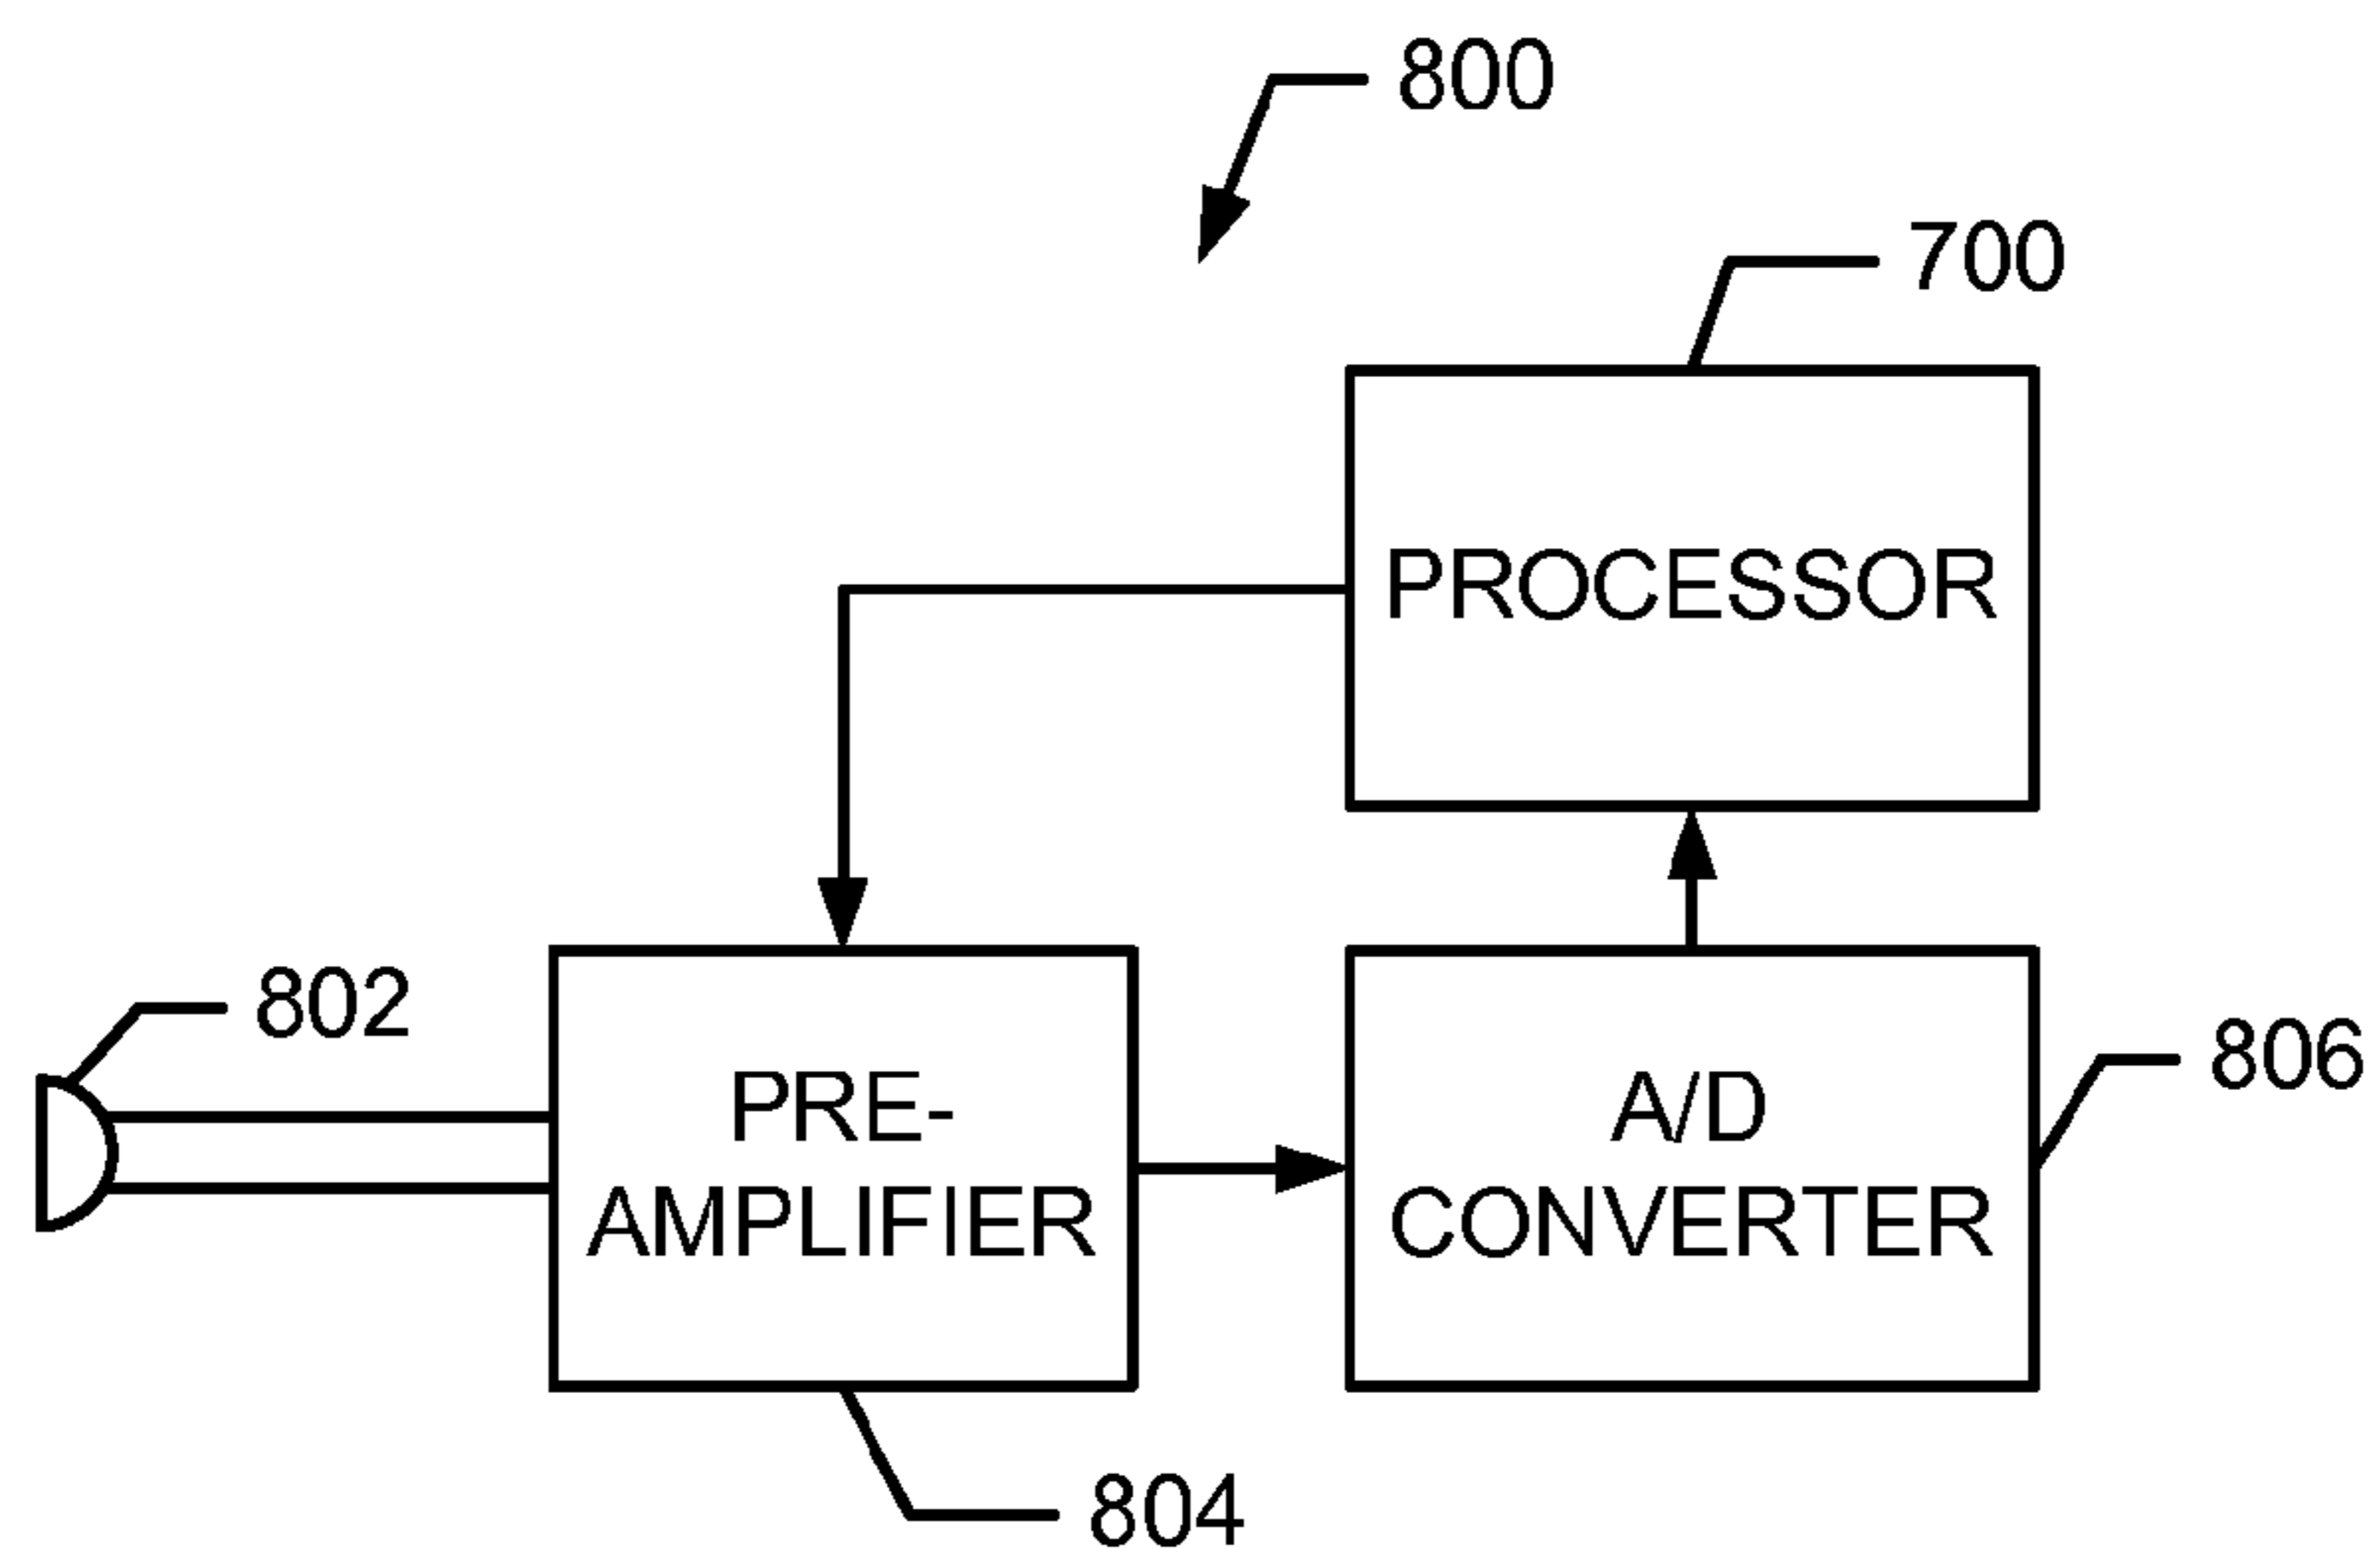 800
700
PROCESSOR
802
806
PRE-
AMPLIFIER
A/D
CONVERTER
804